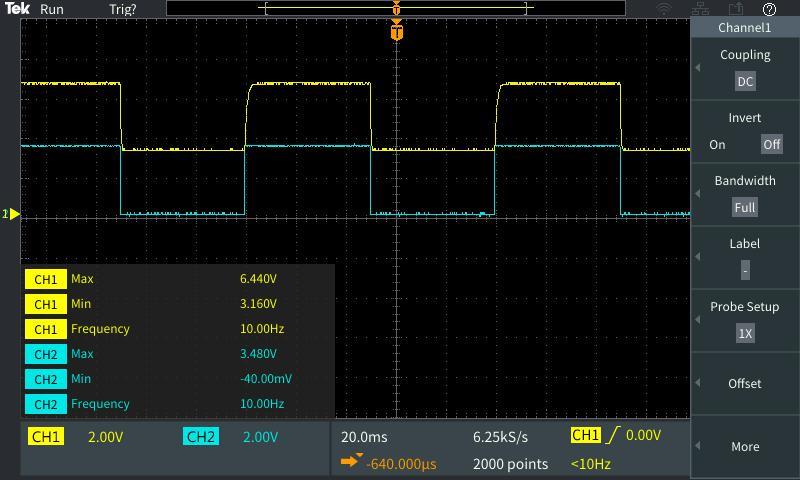 Tek Run Trig? T
T
Channel1
Coupling
DC
Invert
On Off
Bandwidth
Full
Label
-
Probe Setup
1X
Offset
More
1
CH1 Max 6.440V
CH1 Min 3.160V
CH1 Frequency 10.00Hz
CH2 Max 3.480V
CH2 Min -40.00mV
CH2 Frequency 10.00Hz
CH1 2.00V CH2 2.00V 20.0ms 6.25kS/s CH1 0.00V
-640.000μs 2000 points <10Hz